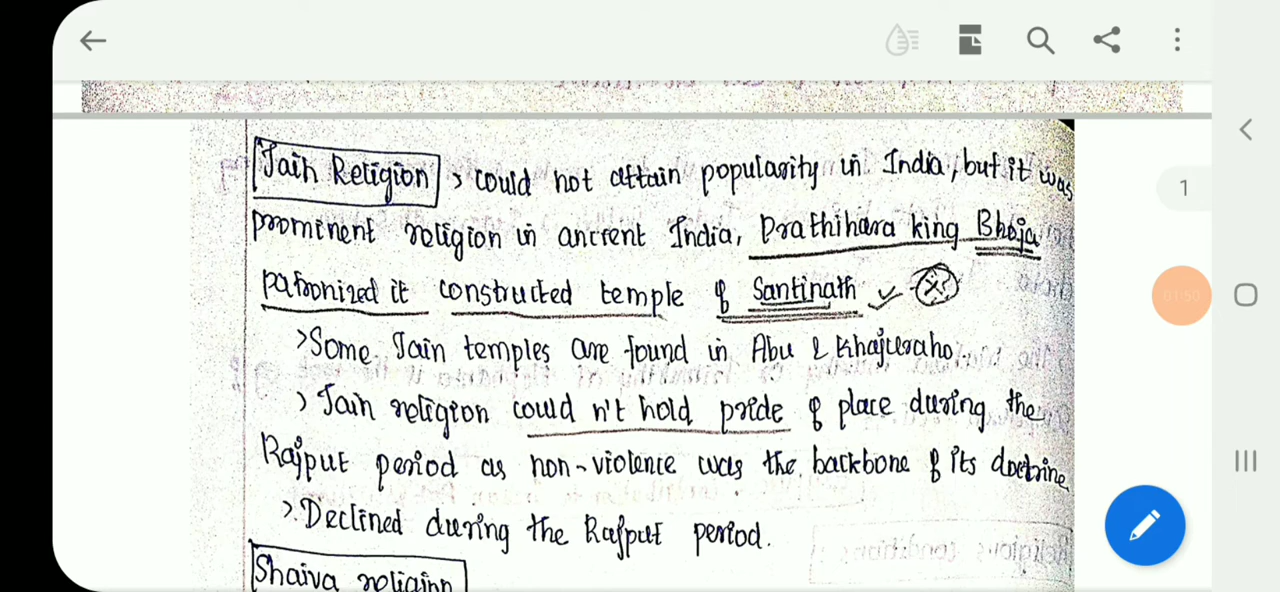 1
Jain Religion > could not attain popularity in India, but it was
prominent religion in ancient India, Prathihara king Bhoja
patronized it constructed temple of Santinath
01:50
>Some Jain temples are found in Abu & Khajuraho.
> Jain religion could n't hold pride of place during the
Rajput period as non-violence was the backbone of its doctrine
> Declined during the Rajput period.
Shaiva religion